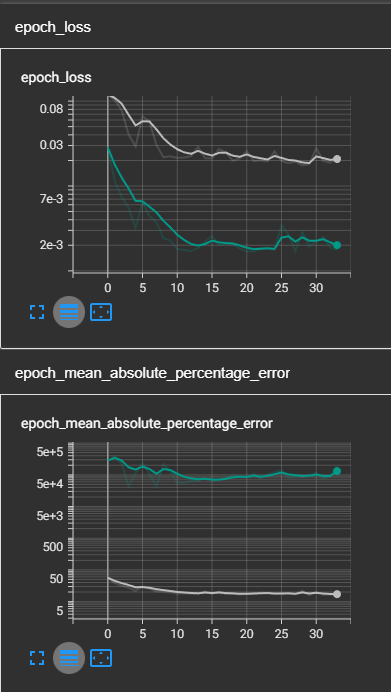 epoch_loss
epoch_loss
0.08
0.03
7e-3
2e-3
0 5 10 15 20 25 30
epoch_mean_absolute_percentage_error
epoch_mean_absolute_percentage_error
5e+5
5e+4
5e+3
500
50
5
0 5 10 15 20 25 30